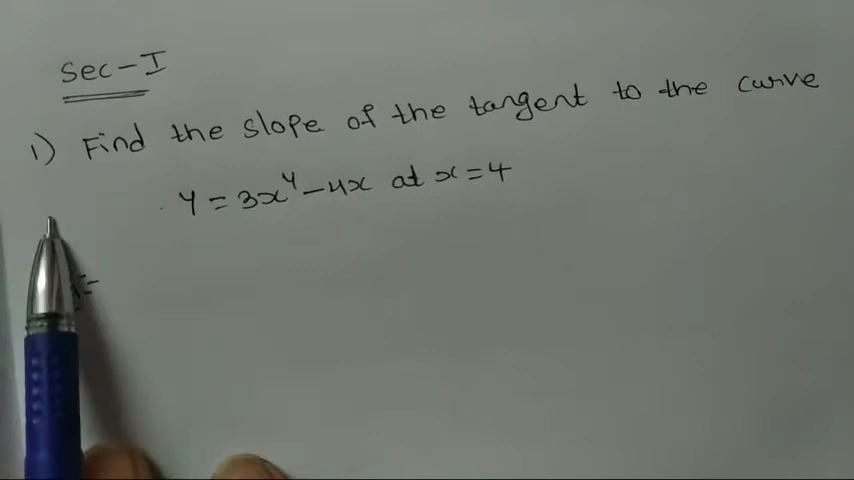 Sec-I
1) Find the slope of the tangent to the curve
y = 3x⁴ - 4x at x = 4